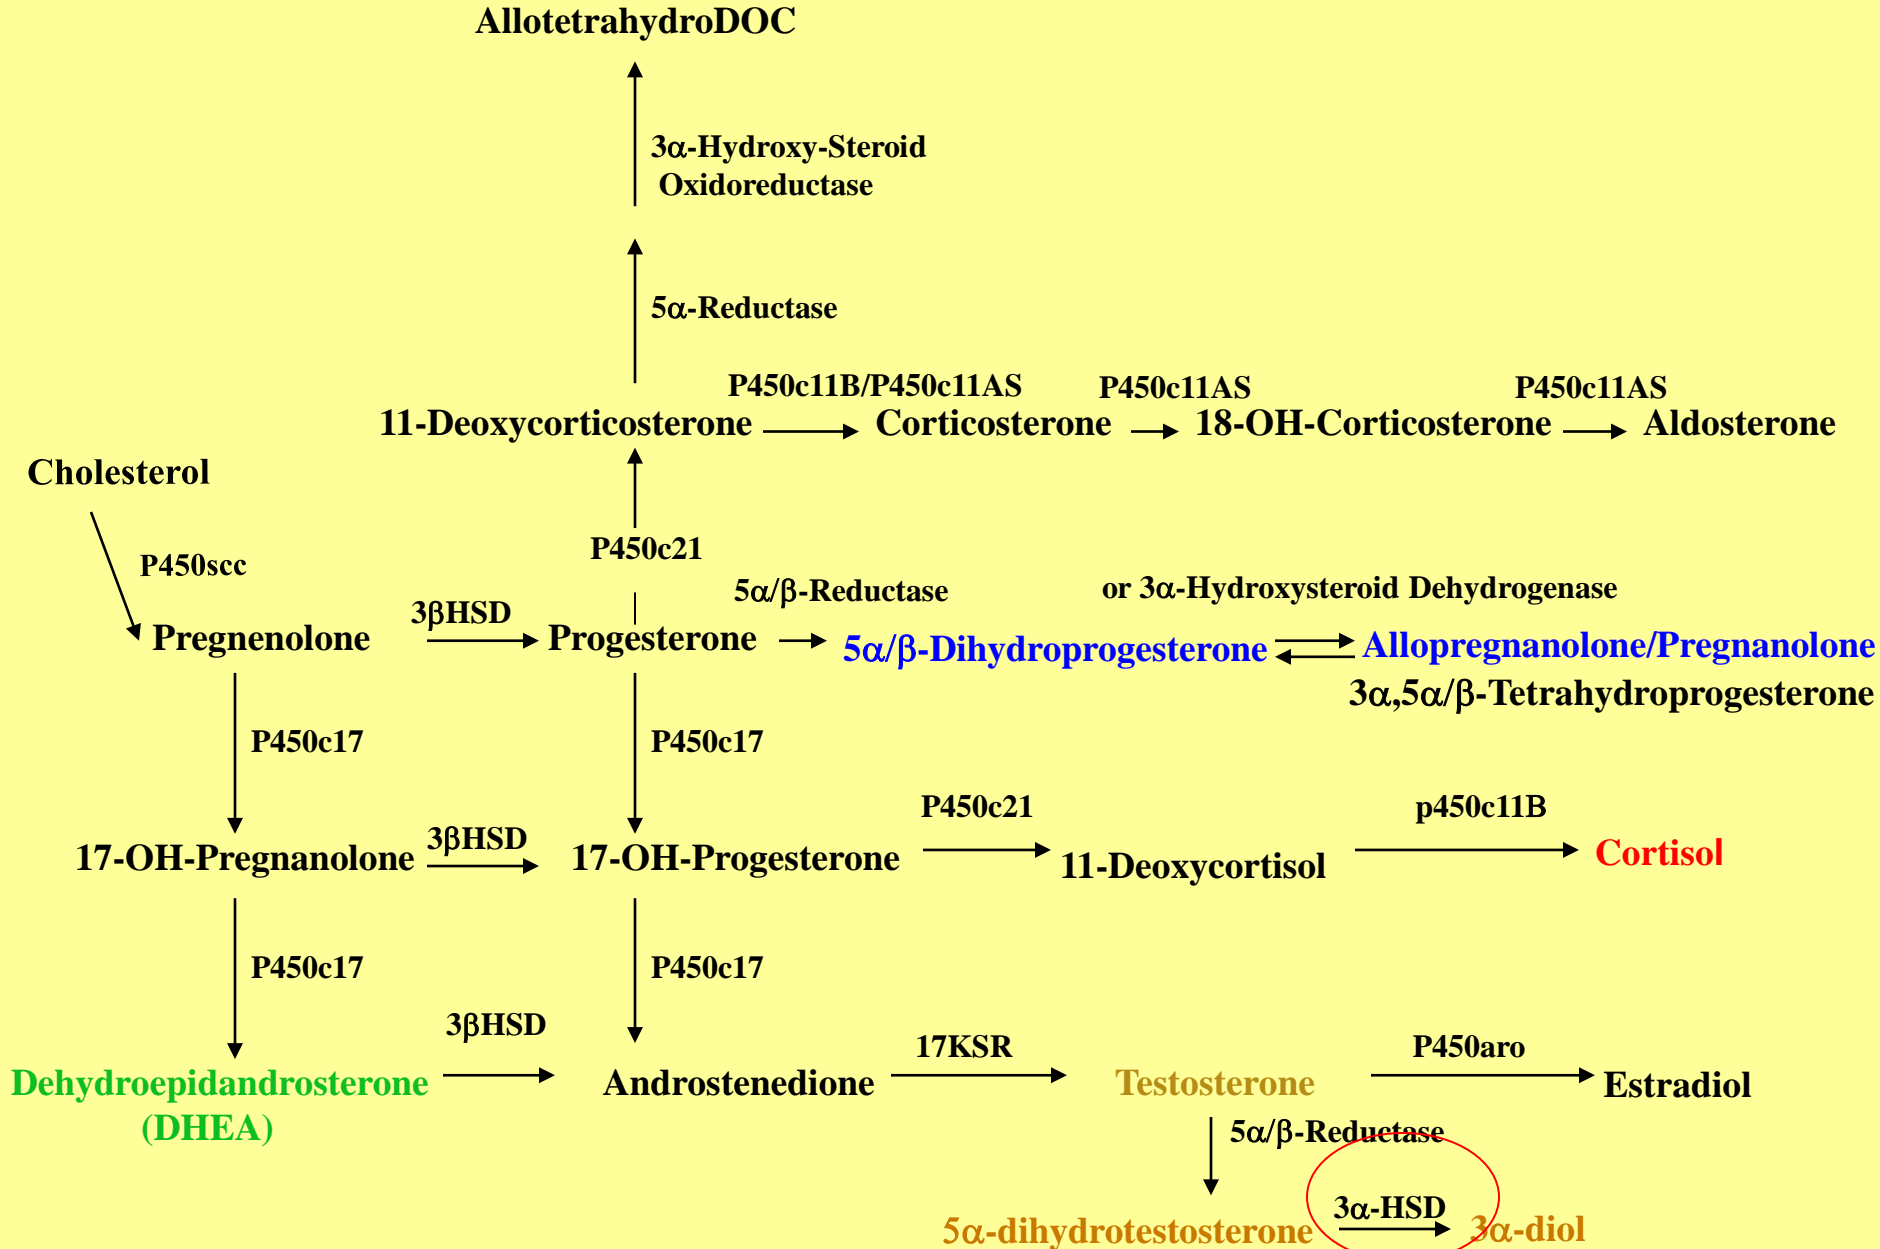 AllotetrahydroDOC
3α-Hydroxy-Steroid
Oxidoreductase
5α-Reductase
P450c11B/P450c11AS
P450c11AS
P450c11AS
11-Deoxycorticosterone
Corticosterone
18-OH-Corticosterone
Aldosterone
Cholesterol
P450scc
P450c21
5α/β-Reductase
or 3α-Hydroxysteroid Dehydrogenase
3βHSD
Pregnenolone
Progesterone
5α/β-Dihydroprogesterone
Allopregnanolone/Pregnanolone
3α,5α/β-Tetrahydroprogesterone
P450c17
P450c17
P450c21
p450c11B
3βHSD
17-OH-Pregnanolone
17-OH-Progesterone
11-Deoxycortisol
Cortisol
P450c17
P450c17
3βHSD
17KSR
P450aro
Dehydroepidandrosterone
(DHEA)
Androstenedione
Testosterone
Estradiol
5α/β-Reductase
3α-HSD
5α-dihydrotestosterone
3α-diol